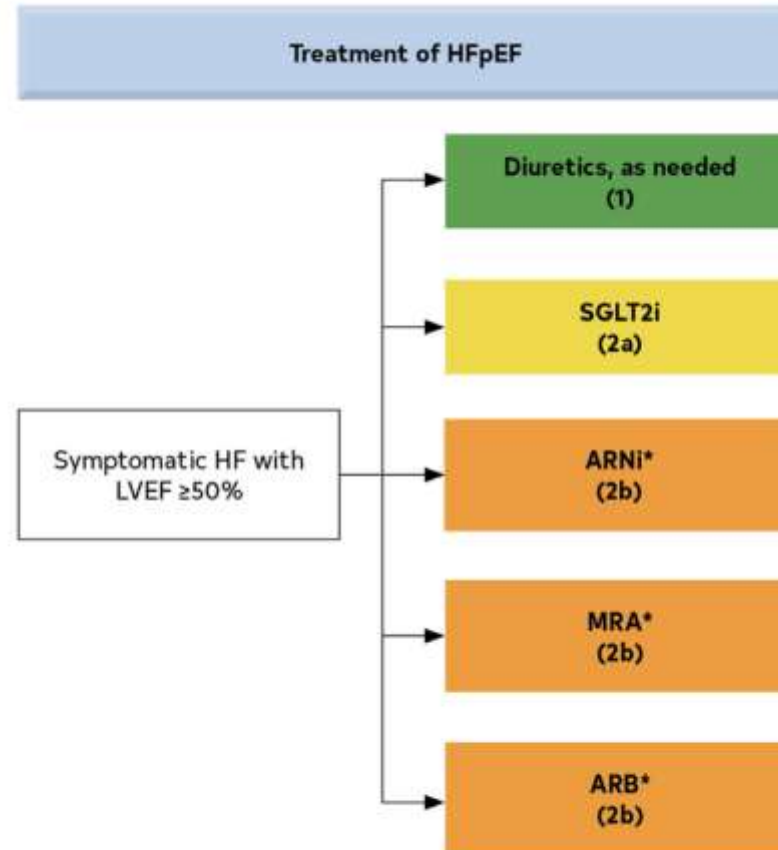 Treatment of HFpEF
Diuretics, as needed
(1)
SGLT2i
(2a)
Symptomatic HF with
LVEF ≥50%
ARNi*
(2b)
MRA*
(2b)
ARB*
(2b)